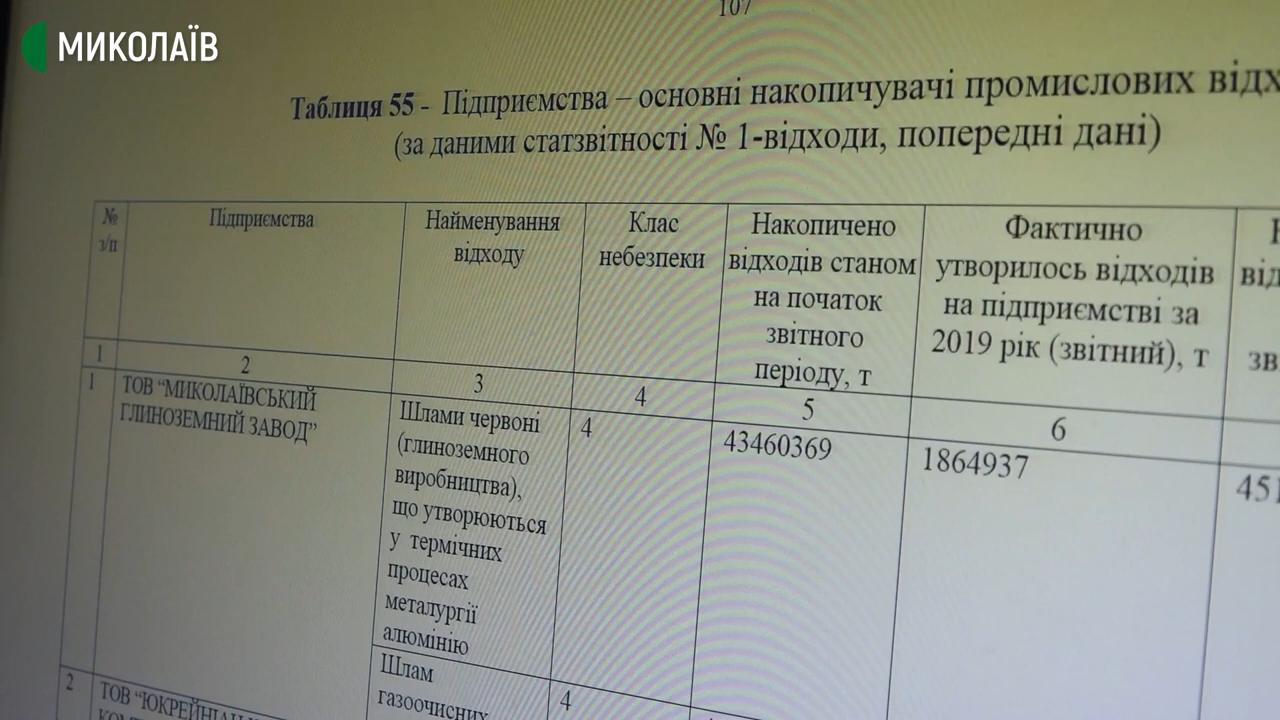 МИКОЛАЇВ
107
Таблиця 55 - Підприємства – основні накопичувачі промислових
(за даними статзвітності № 1-відходи, попередні дані)
№
з/п
Підприємства
Найменування
відходу
Клас
небезпеки
Накопичено
відходів станом
на початок
звітного
періоду, т
Фактично
утворилось відходів
на підприємстві за
2019 рік (звітний), т
1
2
3
4
5
6
1
ТОВ “МИКОЛАЇВСЬКИЙ
ГЛИНОЗЕМНИЙ ЗАВОД”
Шлами червоні
(глиноземного
виробництва),
що утворюються
у термічних
процесах
металургії
алюмінію
4
43460369
1864937
Шлам
газоочисних
4
2
ТОВ